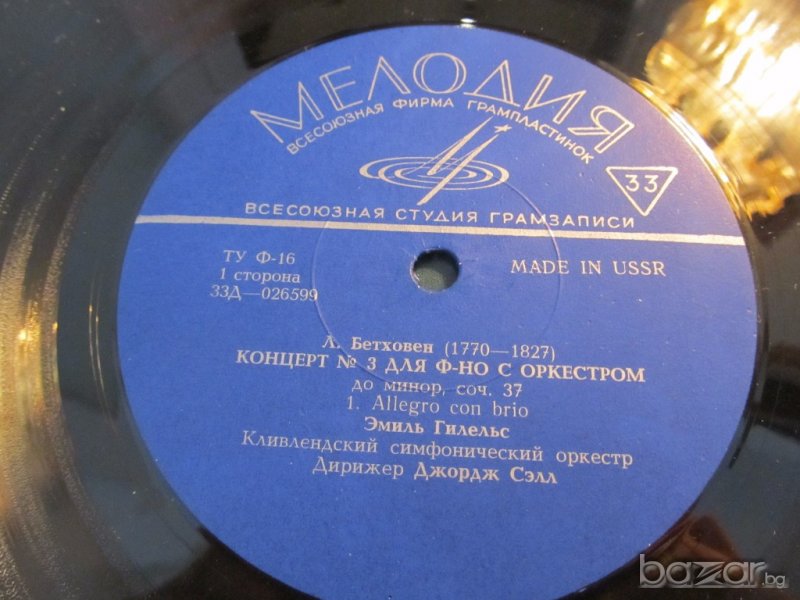 МЕЛОДИЯ
ВСЕСОЮЗНАЯ ФИРМА ГРАМПЛАСТИНОК
33
ВСЕСОЮЗНАЯ СТУДИЯ ГРАМЗАПИСИ
ТУ Ф-16
1 сторона
33Д—026599
MADE IN USSR
Л. Бетховен (1770—1827)
КОНЦЕРТ № 3 ДЛЯ Ф-НО С ОРКЕСТРОМ
до минор, соч. 37
1. Allegro con brio
Эмиль Гилельс
Кливлендский симфонический оркестр
Дирижер Джордж Сэлл
bazar.bg